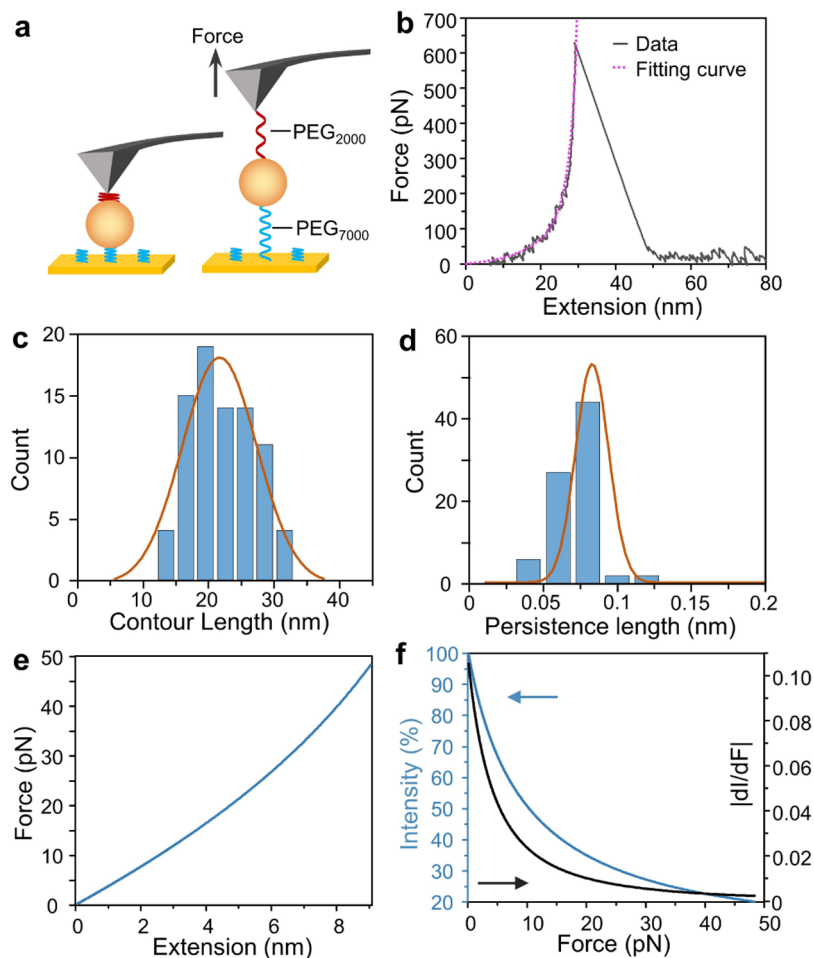 a
Force
PEG2000
PEG7000
b
700
600
500
400
300
200
100
0
Force (pN)
Data
Fitting curve
0 20 40 60 80
Extension (nm)
c
20
15
10
5
0
Count
0 10 20 30 40
Contour Length (nm)
d
60
40
20
0
Count
0 0.05 0.1 0.15 0.2
Persistence length (nm)
e
50
40
30
20
10
0
Force (pN)
0 2 4 6 8
Extension (nm)
f
100
90
80
70
60
50
40
30
20
Intensity (%)
0.10
0.08
0.06
0.04
0.02
0
|dI/dF|
0 10 20 30 40 50
Force (pN)